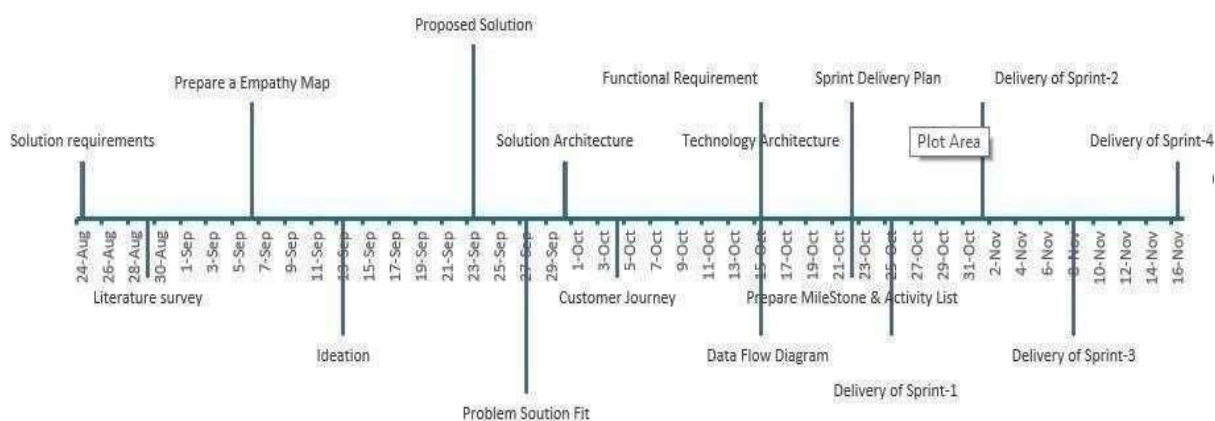 Proposed Solution
Prepare a Empathy Map
Functional Requirement
Sprint Delivery Plan
Delivery of Sprint-2
Solution requirements
Solution Architecture
Technology Architecture
Plot Area
Delivery of Sprint-4
24-Aug
26-Aug
28-Aug
30-Aug
1-Sep
3-Sep
5-Sep
7-Sep
9-Sep
11-Sep
13-Sep
15-Sep
17-Sep
19-Sep
21-Sep
23-Sep
25-Sep
27-Sep
29-Sep
1-Oct
3-Oct
5-Oct
7-Oct
9-Oct
11-Oct
13-Oct
15-Oct
17-Oct
19-Oct
21-Oct
23-Oct
25-Oct
27-Oct
29-Oct
31-Oct
2-Nov
4-Nov
6-Nov
8-Nov
10-Nov
12-Nov
14-Nov
16-Nov
Literature survey
Customer Journey
Prepare MileStone & Activity List
Ideation
Data Flow Diagram
Delivery of Sprint-3
Delivery of Sprint-1
Problem Soution Fit